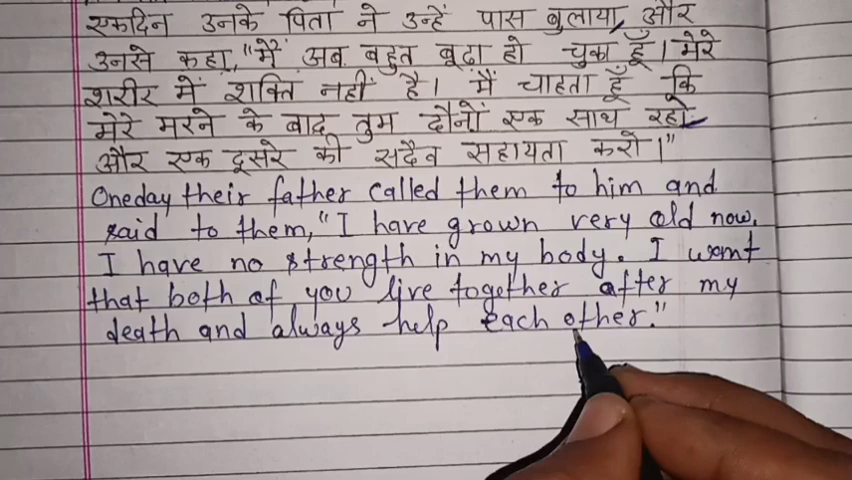 एकदिन उनके पिता ने उन्हें पास बुलाया, और
उनसे कहा, "मैं अब बहुत बूढा हो चुका हूँ। मेरे
शरीर में शक्ति नहीं है। मैं चाहता हूँ कि
मेरे मरने के बाद तुम दौनों एक साथ रहो
और एक दूसरे की सदैव सहायता करो।"
Oneday their father called them to him and
said to them, "I have grown very old now.
I have no strength in my body. I want
that both of you live together after my
death and always help each other."